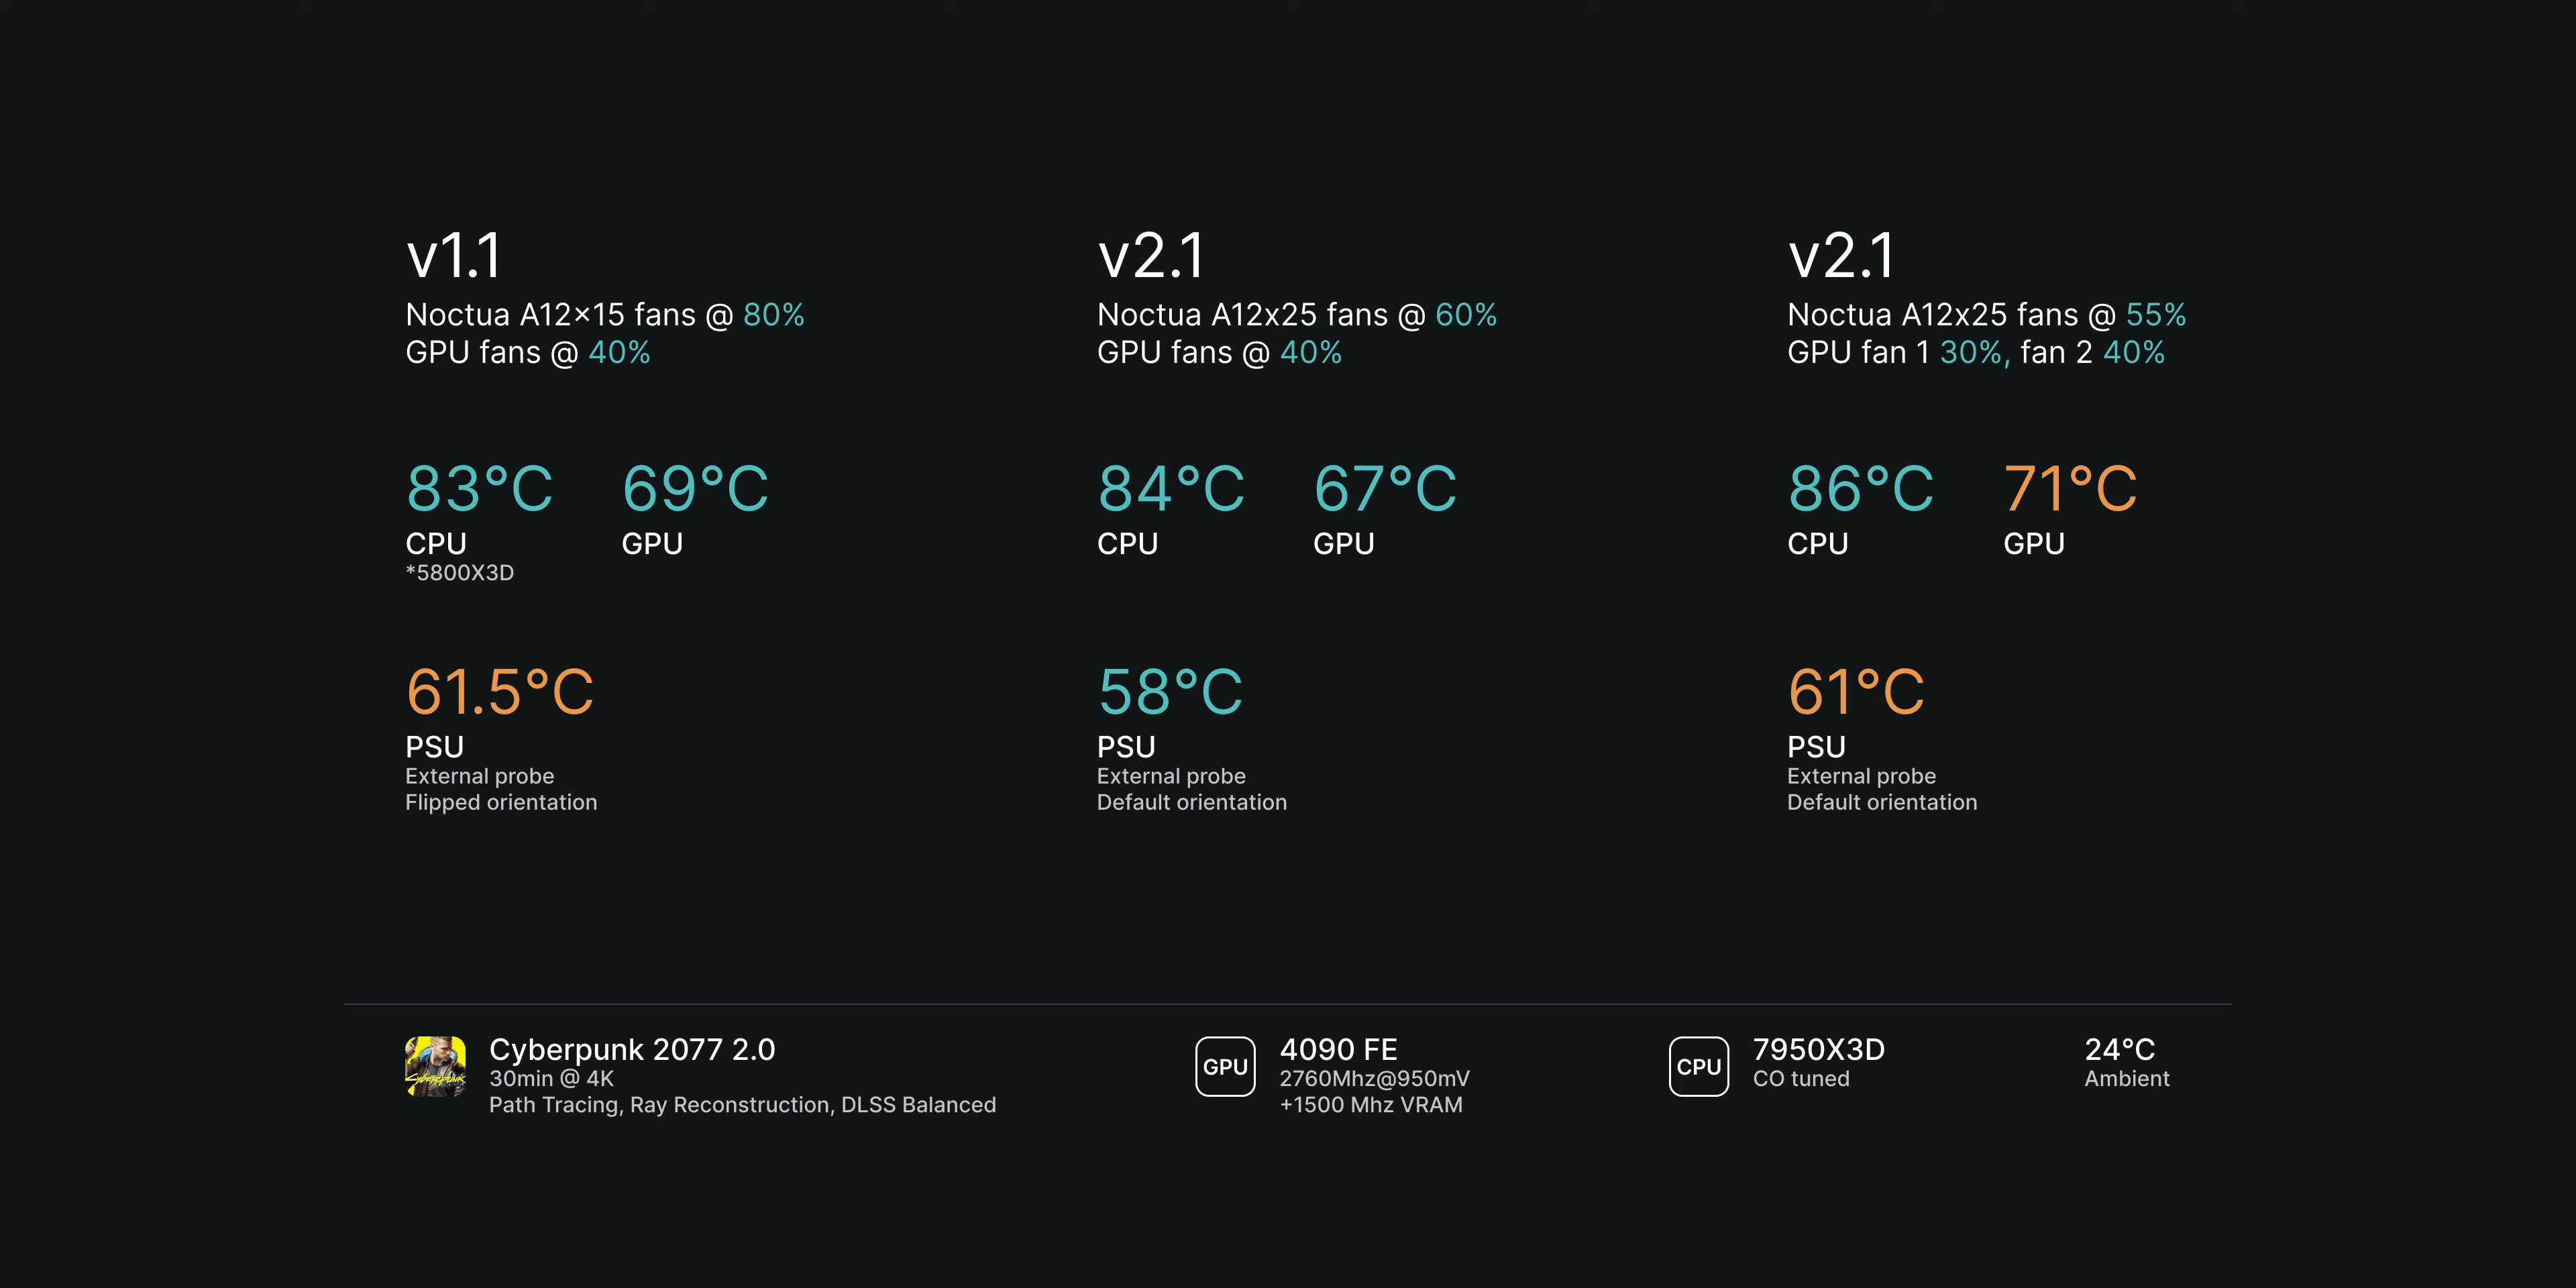 v1.1
Noctua A12×15 fans @ 80%
GPU fans @ 40%
83°C
CPU
*5800X3D
69°C
GPU
61.5°C
PSU
External probe
Flipped orientation
v2.1
Noctua A12x25 fans @ 60%
GPU fans @ 40%
84°C
CPU
67°C
GPU
58°C
PSU
External probe
Default orientation
v2.1
Noctua A12x25 fans @ 55%
GPU fan 1 30%, fan 2 40%
86°C
CPU
71°C
GPU
61°C
PSU
External probe
Default orientation
Cyberpunk
Cyberpunk 2077 2.0
30min @ 4K
Path Tracing, Ray Reconstruction, DLSS Balanced
GPU
4090 FE
2760Mhz@950mV
+1500 Mhz VRAM
CPU
7950X3D
CO tuned
24°C
Ambient